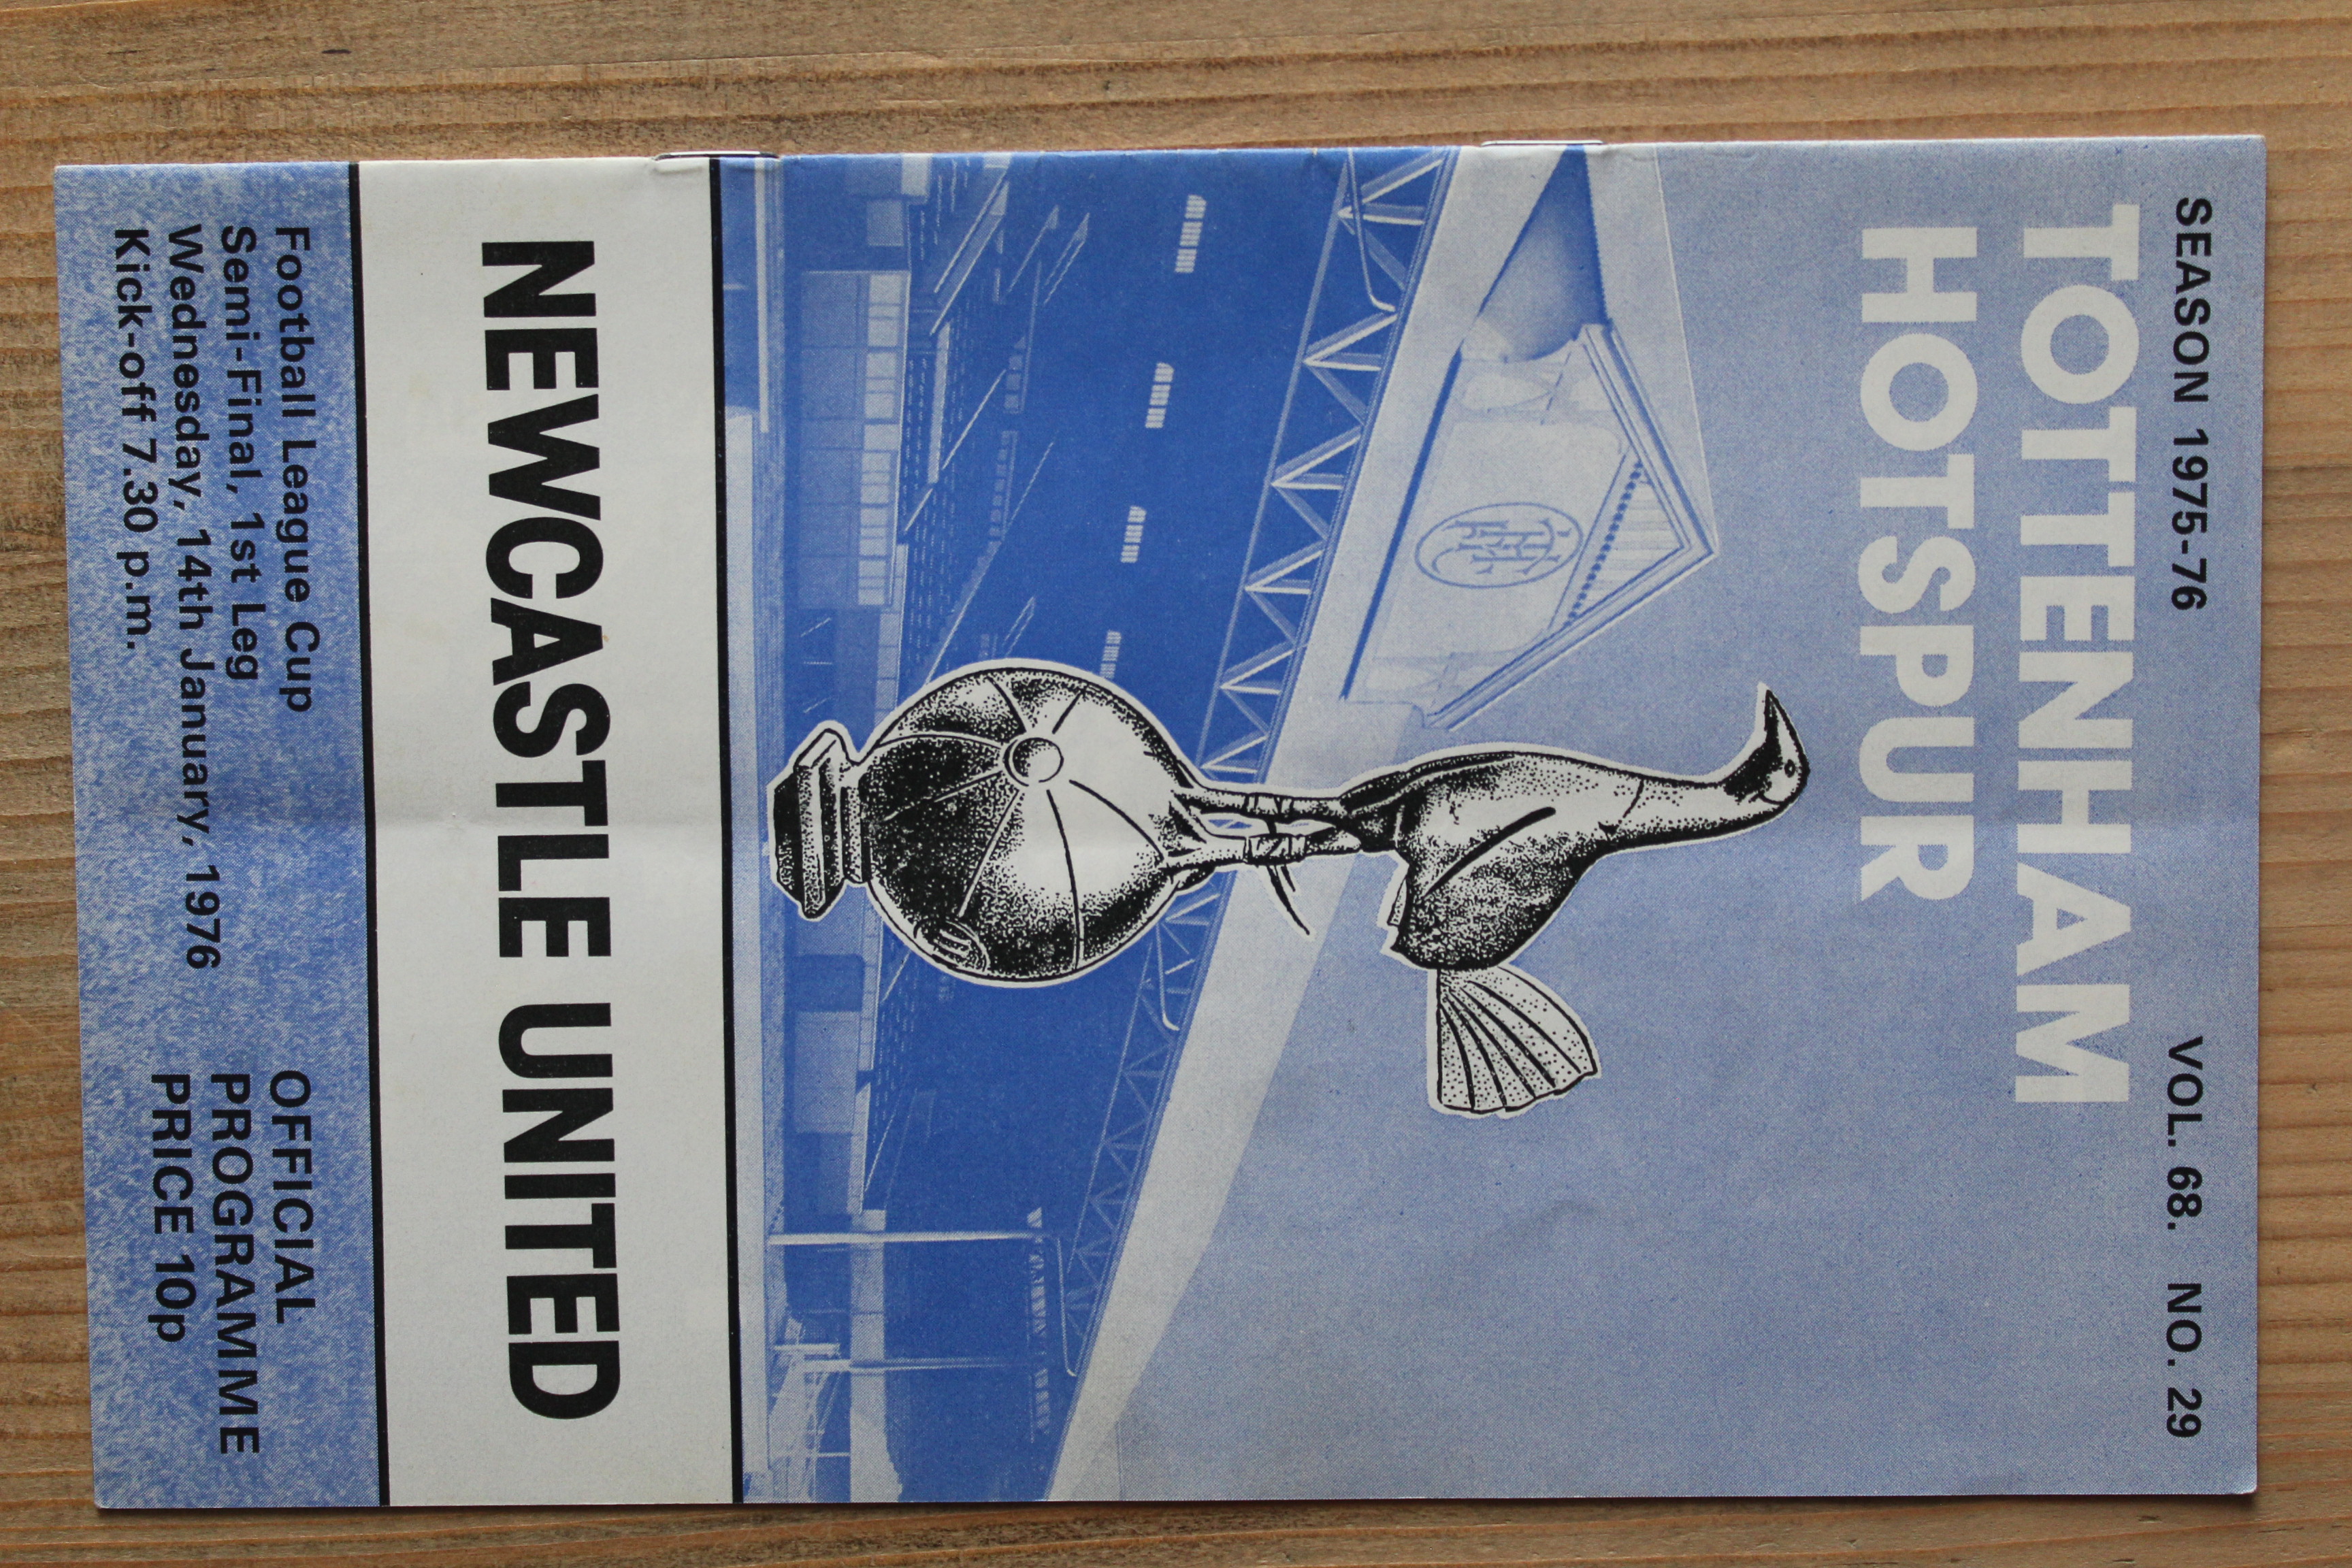 SEASON 1975-76 VOL. 68. NO. 29
TOTTENHAM
HOTSPUR
NEWCASTLE UNITED
Football League Cup
Semi-Final, 1st Leg
Wednesday, 14th January, 1976
Kick-off 7.30 p.m.
OFFICIAL
PROGRAMME
PRICE 10p